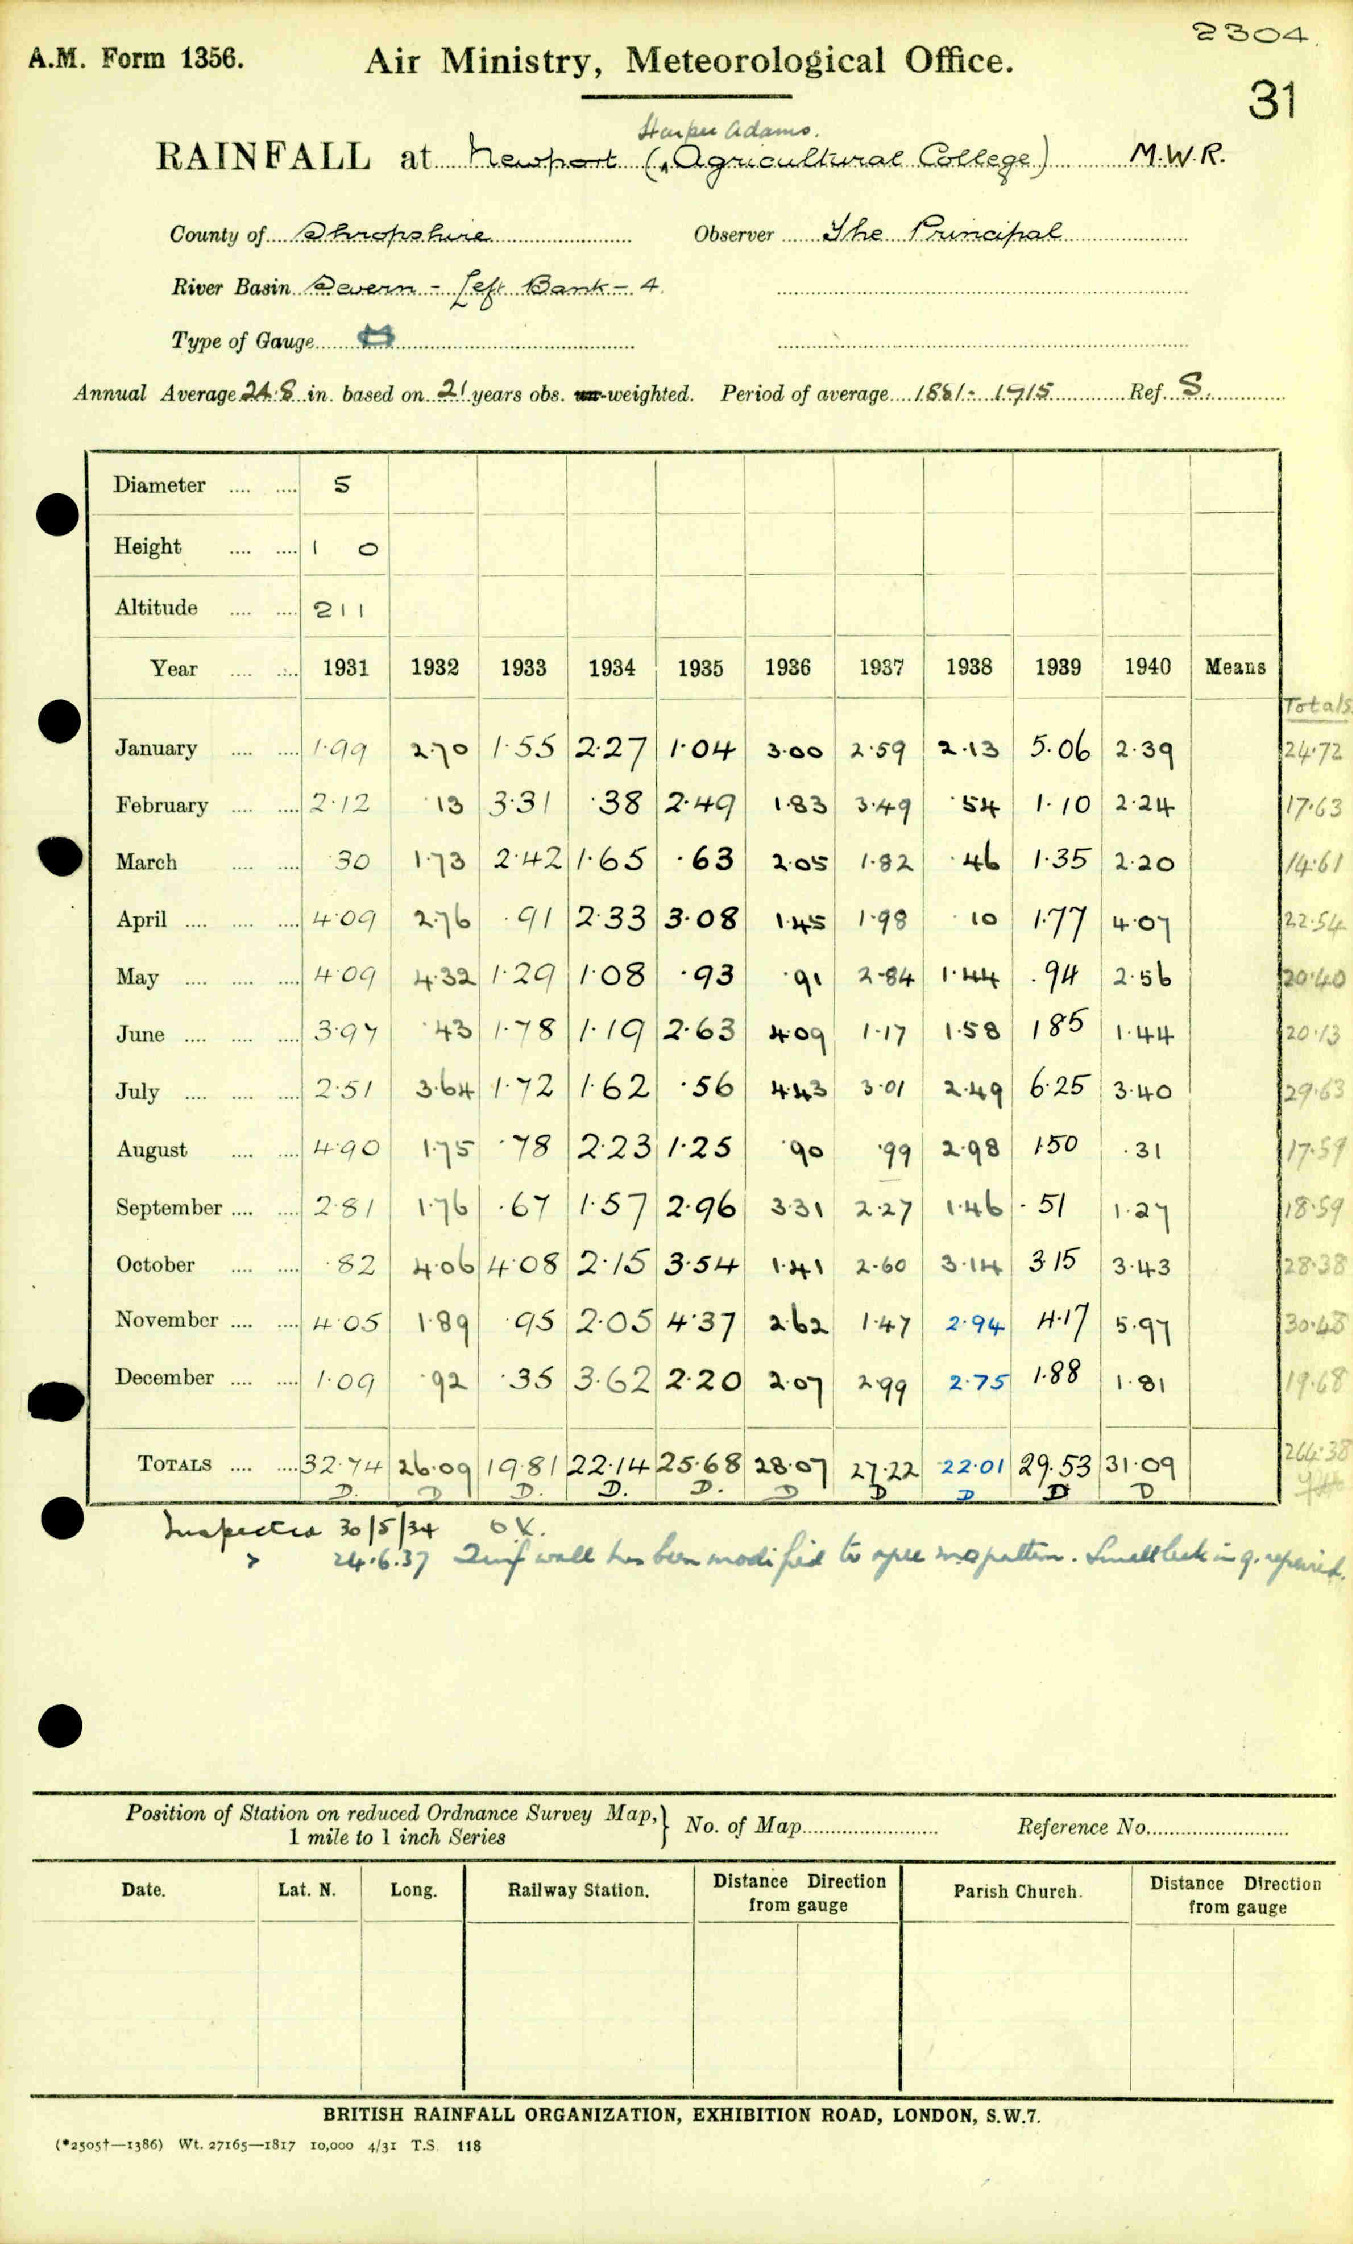 2304
A.M. Form 1356. Air Ministry, Meteorological Office.
31
Harper Adams.
RAINFALL at Newport (Agricultural College) M.W.R.
County of Shropshire Observer The Principal
River Basin Severn - Left Bank - 4
Type of Gauge M
Annual Average 24.8 in. based on 21 years obs. un-weighted. Period of average 1881-1915 Ref. S.
Diameter 5
Height 1 0
Altitude 211
Year 1931 1932 1933 1934 1935 1936 1937 1938 1939 1940 Means
Totals
January 1.99 2.70 1.55 2.27 1.04 3.00 2.59 2.13 5.06 2.39 24.72
February 2.12 .13 3.31 .38 2.49 1.83 3.49 .54 1.10 2.24 17.63
March .30 1.73 2.42 1.65 .63 2.05 1.82 .46 1.35 2.20 14.61
April 4.09 2.76 .91 2.33 3.08 1.45 1.98 .10 1.77 4.07 22.54
May 4.09 4.32 1.29 1.08 .93 .91 2.84 1.44 .94 2.56 20.40
June 3.97 .43 1.78 1.19 2.63 4.09 1.17 1.58 1 85 1.44 20.13
July 2.51 3.64 1.72 1.62 .56 4.43 3.01 2.49 6.25 3.40 29.63
August 4.90 1.75 .78 2.23 1.25 .90 .99 2.98 1.50 .31 17.59
September 2.81 1.76 .67 1.57 2.96 3.31 2.27 1.46 .51 1.27 18.59
October .82 4.06 4.08 2.15 3.54 1.41 2.60 3.14 3.15 3.43 28.38
November 4.05 1.89 .95 2.05 4.37 2.62 1.47 2.94 4.17 5.97 30.48
December 1.09 .92 .35 3.62 2.20 2.07 2.99 2.75 1.88 1.81 19.68
TOTALS 32.74 26.09 19.81 22.14 25.68 28.07 27.22 22.01 29.53 31.09 264.38
D. D D. D. D. D D D D D
Inspected 30/5/34 OK.
" 24.6.37 Turf wall has been modified to agree mo pattern. Small leak in g. repaired.
Position of Station on reduced Ordnance Survey Map, } No. of Map Reference No.
1 mile to 1 inch Series
Date. Lat. N. Long. Railway Station. Distance Direction from gauge Parish Church. Distance Direction from gauge
BRITISH RAINFALL ORGANIZATION, EXHIBITION ROAD, LONDON, S.W.7.
(*2505†—1386) Wt. 27165—1817 10,000 4/31 T.S. 118